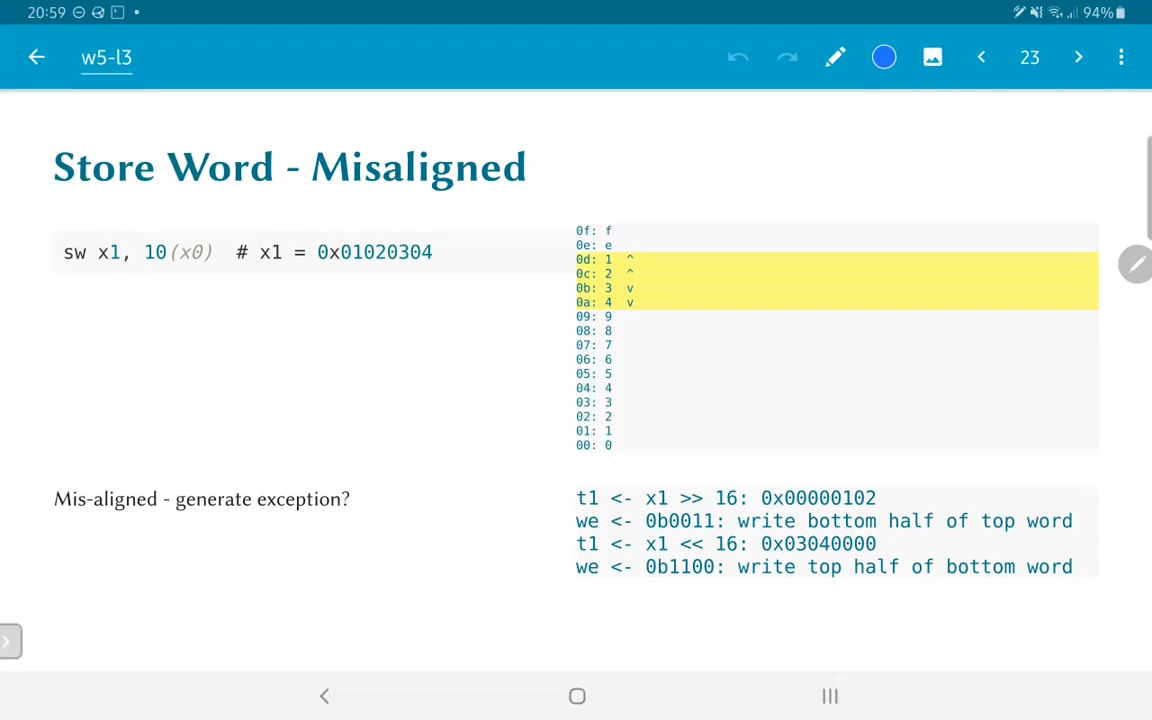 20:59
94%
w5-l3
23
Store Word - Misaligned
sw x1, 10(x0)  # x1 = 0x01020304
0f: f
0e: e
0d: 1  ^
0c: 2  ^
0b: 3  v
0a: 4  v
09: 9
08: 8
07: 7
06: 6
05: 5
04: 4
03: 3
02: 2
01: 1
00: 0
Mis-aligned - generate exception?
t1 <- x1 >> 16: 0x00000102
we <- 0b0011: write bottom half of top word
t1 <- x1 << 16: 0x03040000
we <- 0b1100: write top half of bottom word